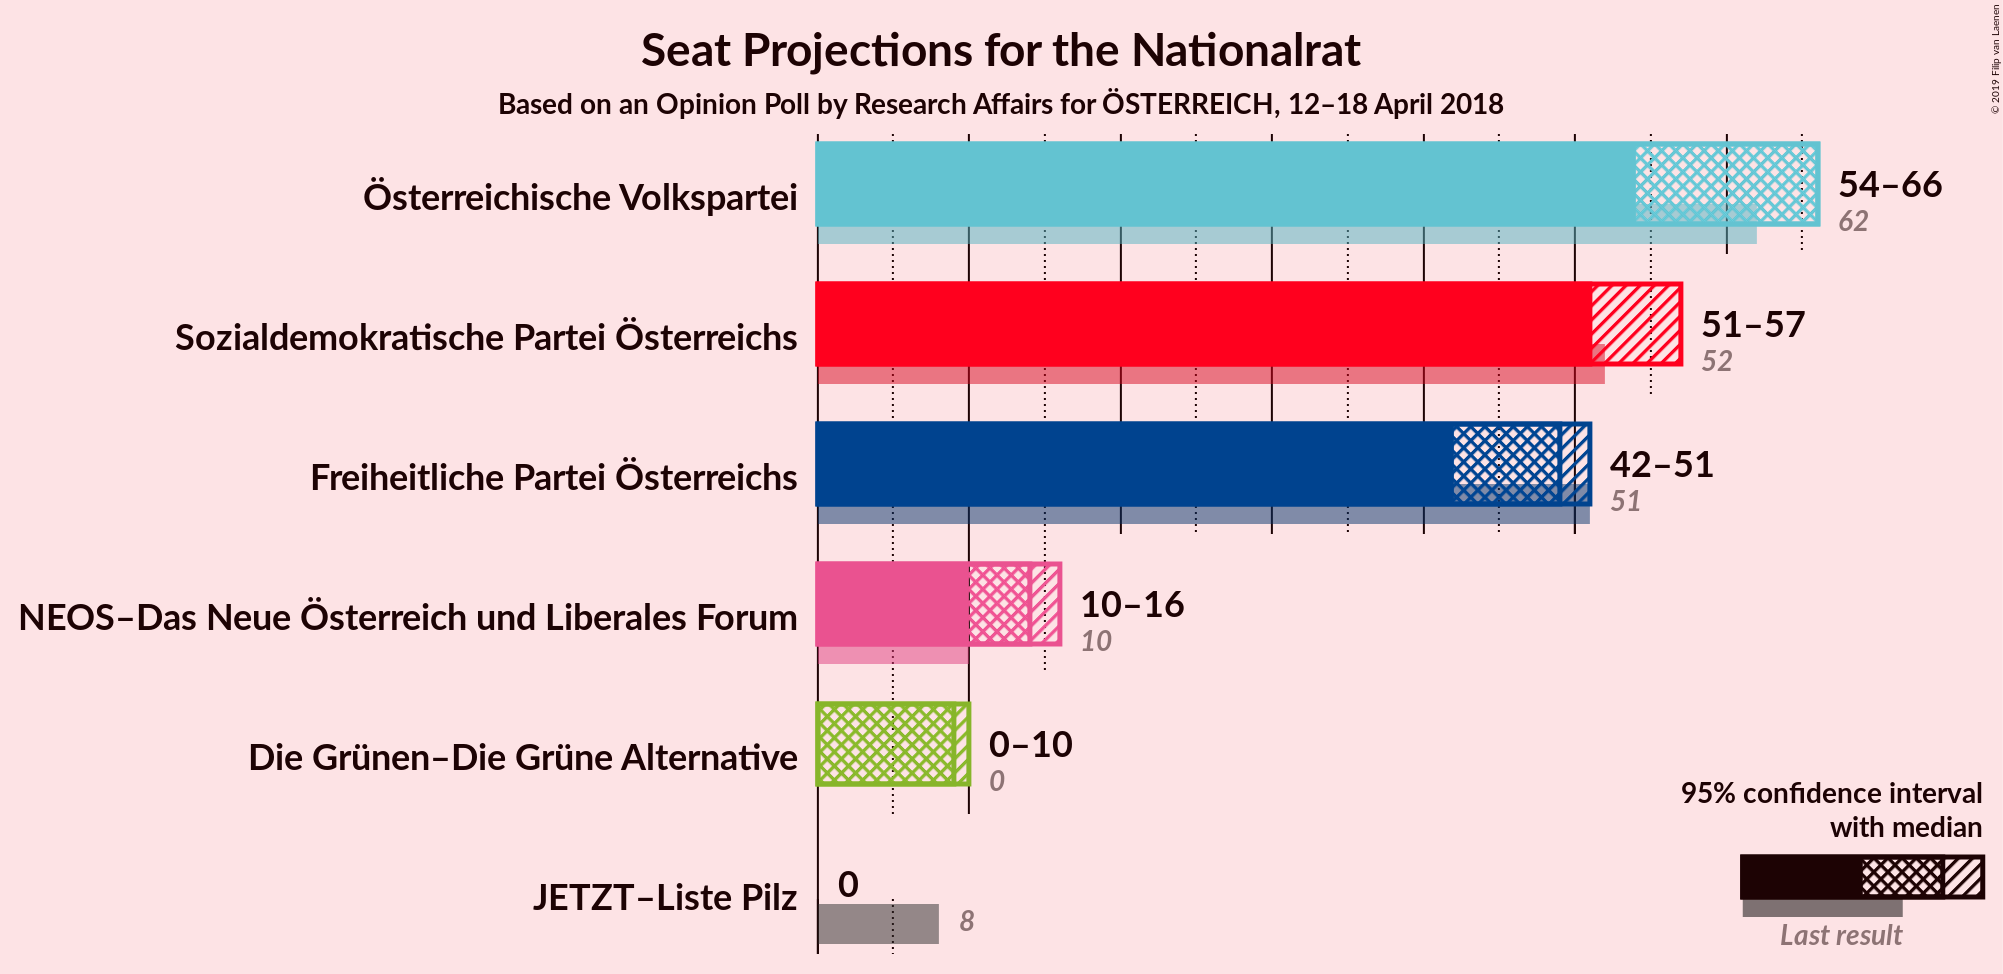 Seat Projections for the Nationalrat
Based on an Opinion Poll by Research Affairs for ÖSTERREICH, 12–18 April 2018
© 2019 Filip van Laenen
Österreichische Volkspartei
54–66
62
Sozialdemokratische Partei Österreichs
51–57
52
Freiheitliche Partei Österreichs
42–51
51
NEOS–Das Neue Österreich und Liberales Forum
10–16
10
Die Grünen–Die Grüne Alternative
0–10
0
JETZT–Liste Pilz
0
8
95% confidence interval
with median
Last result